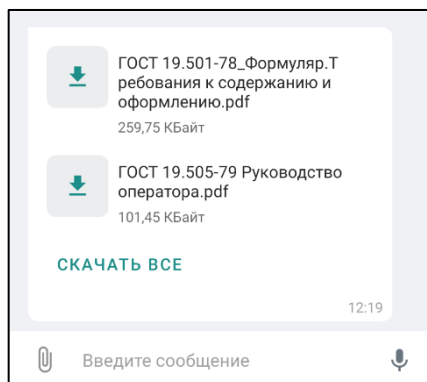 ГОСТ 19.501-78_Формуляр.Т
ребования к содержанию и
оформлению.pdf
259,75 КБайт
ГОСТ 19.505-79 Руководство
оператора.pdf
101,45 КБайт
СКАЧАТЬ ВСЕ
12:19
Введите сообщение